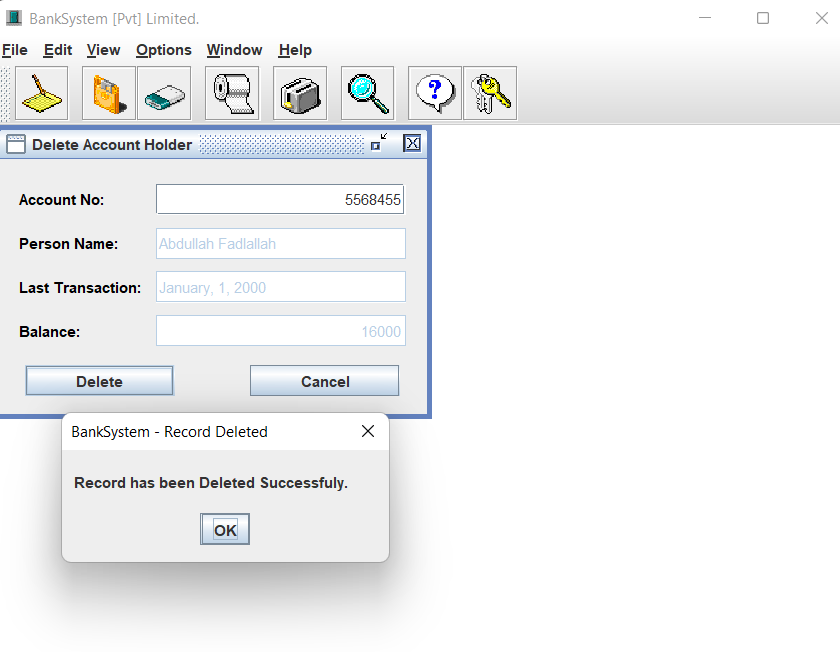 BankSystem [Pvt] Limited.
File Edit View Options Window Help
?
Delete Account Holder
Account No: 5568455
Person Name: Abdullah Fadlallah
Last Transaction: January, 1, 2000
Balance: 16000
Delete Cancel
BankSystem - Record Deleted
Record has been Deleted Successfuly.
OK